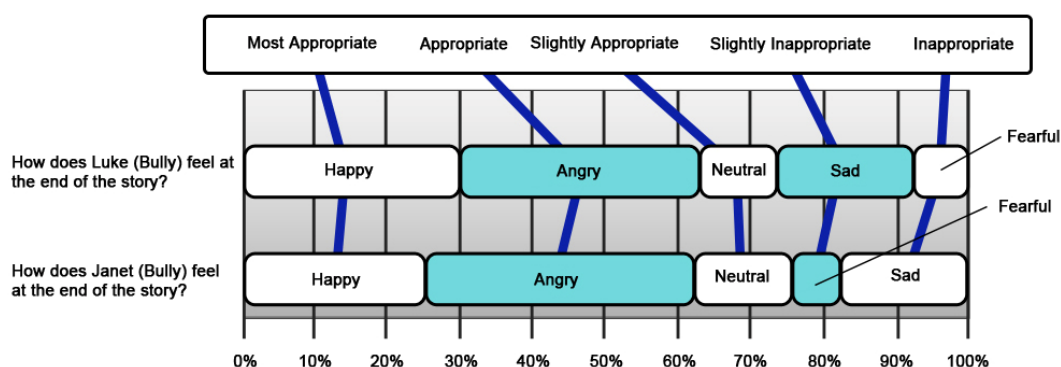 Most Appropriate Appropriate Slightly Appropriate Slightly Inappropriate Inappropriate
Fearful
How does Luke (Bully) feel at
the end of the story?
Happy Angry Neutral Sad
Fearful
How does Janet (Bully) feel
at the end of the story?
Happy Angry Neutral Sad
0% 10% 20% 30% 40% 50% 60% 70% 80% 90% 100%